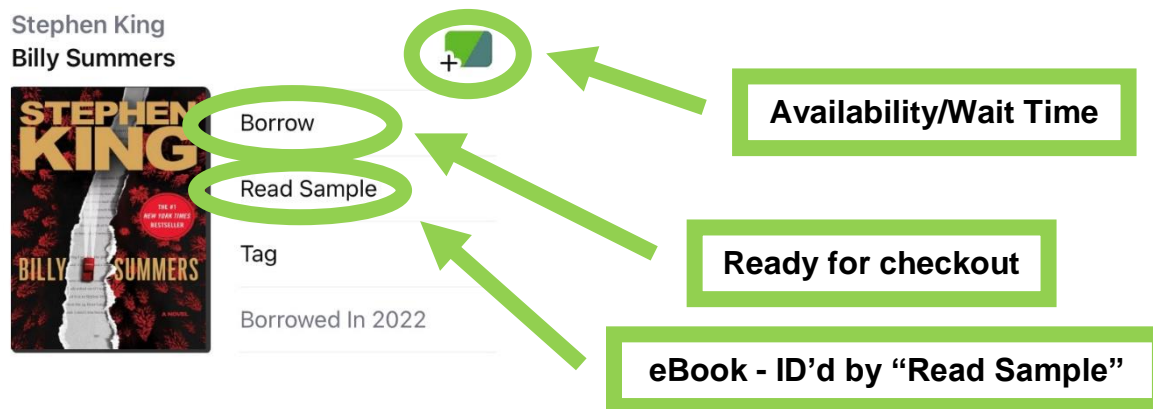 Stephen King
Billy Summers
+
STEPHEN
KING
THE #1
NEW YORK TIMES
BESTSELLER
BILLY SUMMERS
A NOVEL
Borrow
Read Sample
Tag
Borrowed In 2022
Availability/Wait Time
Ready for checkout
eBook - ID’d by “Read Sample”